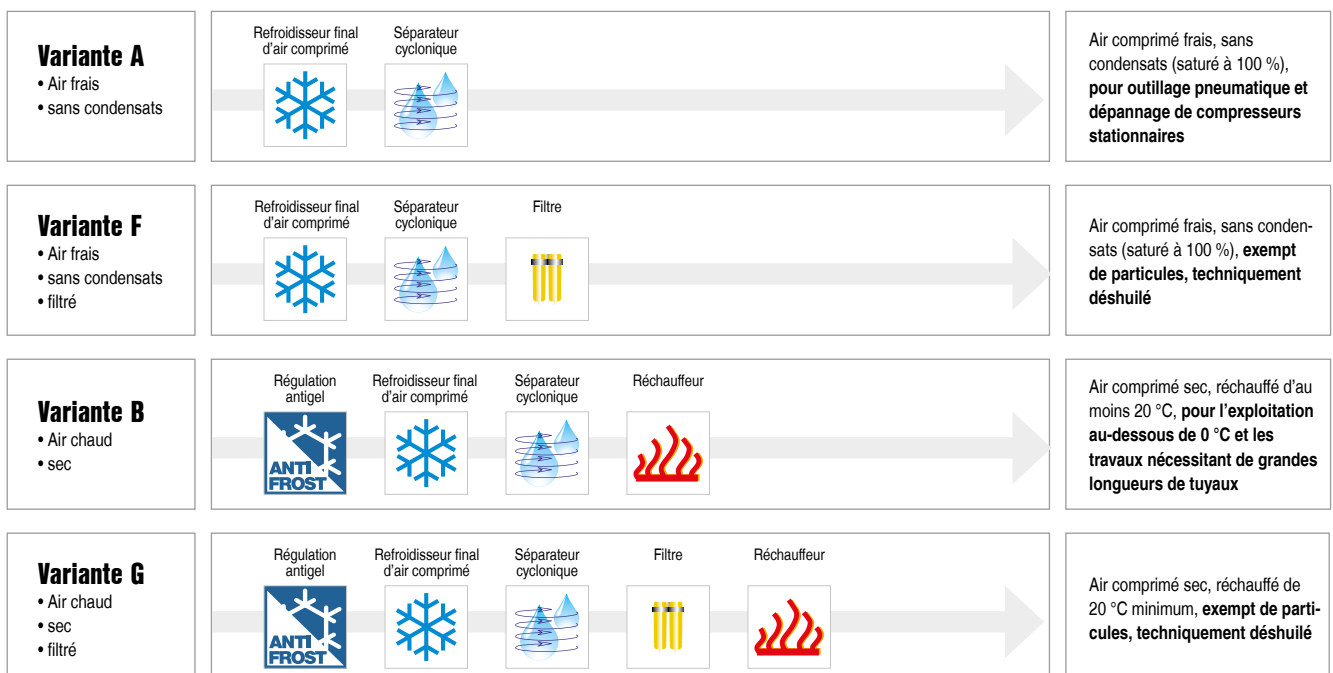 Variante A
• Air frais
• sans condensats
Refroidisseur final
d'air comprimé
Séparateur
cyclonique
Air comprimé frais, sans
condensats (saturé à 100 %),
pour outillage pneumatique et
dépannage de compresseurs
stationnaires
Variante F
• Air frais
• sans condensats
• filtré
Refroidisseur final
d'air comprimé
Séparateur
cyclonique
Filtre
Air comprimé frais, sans conden-
sats (saturé à 100 %), exempt
de particules, techniquement
déshuilé
Variante B
• Air chaud
• sec
Régulation
antigel
ANTI
FROST
Refroidisseur final
d'air comprimé
Séparateur
cyclonique
Réchauffeur
Air comprimé sec, réchauffé d'au
moins 20 °C, pour l'exploitation
au-dessous de 0 °C et les
travaux nécessitant de grandes
longueurs de tuyaux
Variante G
• Air chaud
• sec
• filtré
Régulation
antigel
ANTI
FROST
Refroidisseur final
d'air comprimé
Séparateur
cyclonique
Filtre
Réchauffeur
Air comprimé sec, réchauffé de
20 °C minimum, exempt de parti-
cules, techniquement déshuilé